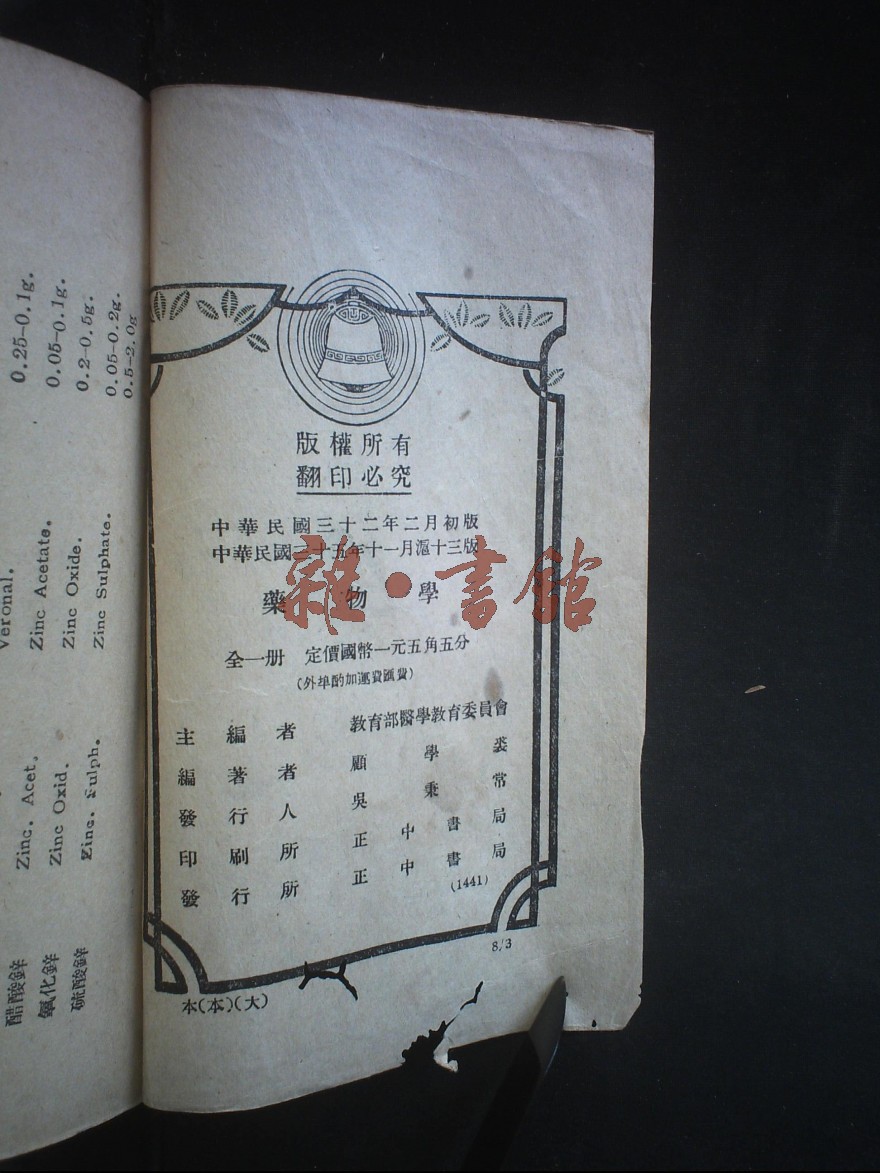 版權所有
翻印必究
中華民國三十二年二月初版
中華民國三十五年十一月滬十三版
藥物學
全一册 定價國幣一元五角五分
(外埠酌加運費匯費)
主編者 教育部醫學教育委員會
編著者 顧學裘
發行人 吳秉常
印刷所 正中書局
發行所 正中書局
(1441)
8/3
本(本)(大)
雜·書館
0.25-0.1g.
Veronal.
醋酸鋅 Zinc. Acet. Zinc Acetate. 0.05-0.1g.
氧化鋅 Zinc Oxid. Zinc Oxide. 0.2-0.5g.
硫酸鋅 Zinc. Sulph. Zinc Sulphate. 0.05-0.2g.
0.5-2.0g